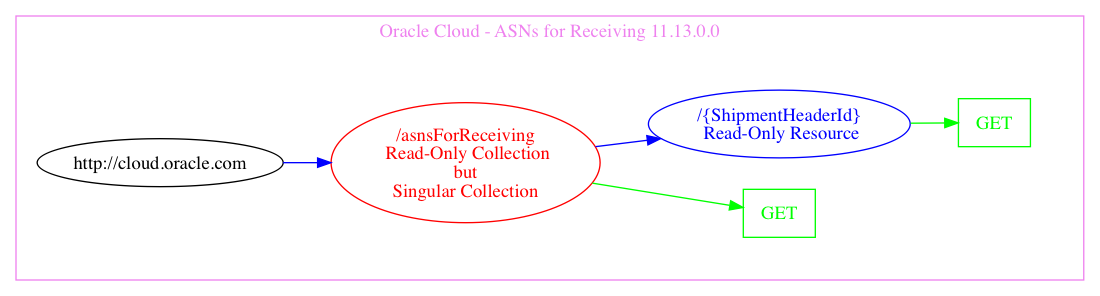 Oracle Cloud - ASNs for Receiving 11.13.0.0
http://cloud.oracle.com
/asnsForReceiving
Read-Only Collection
but
Singular Collection
/{ShipmentHeaderId}
Read-Only Resource
GET
GET